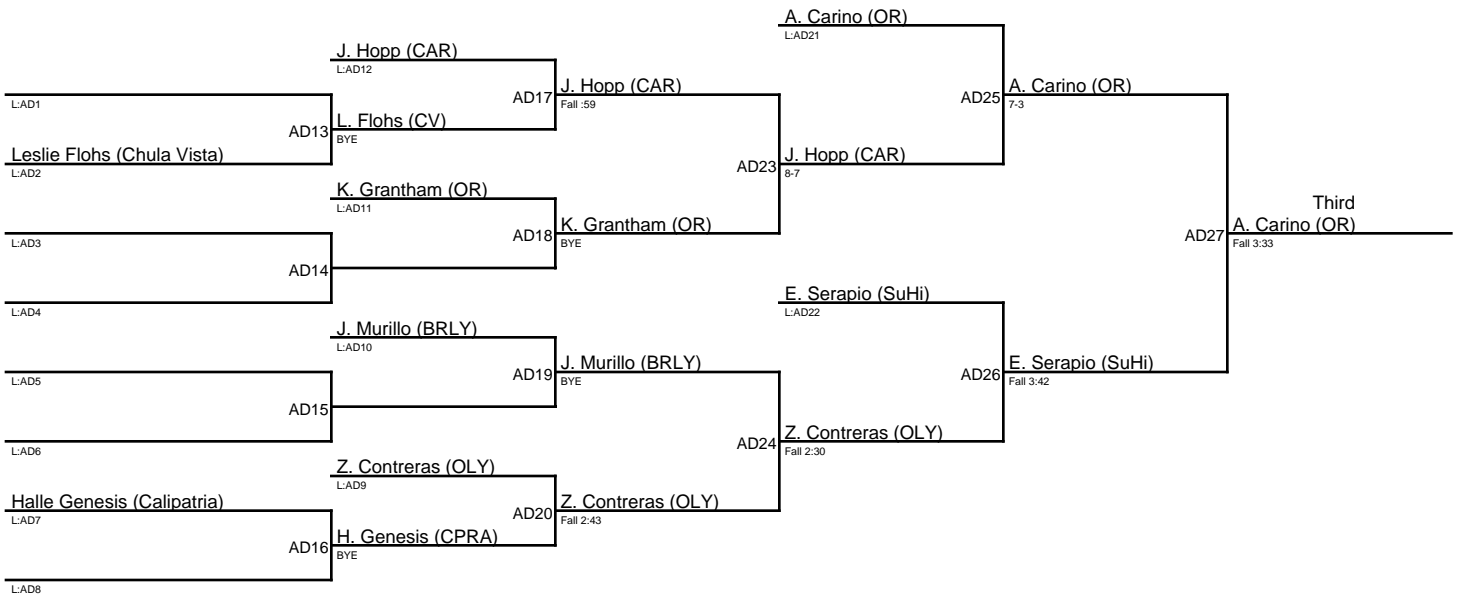 A. Carino (OR)
L:AD21
J. Hopp (CAR)
L:AD12
J. Hopp (CAR)
Fall :59
AD17
A. Carino (OR)
7-3
AD25
L:AD1
L. Flohs (CV)
BYE
AD13
Leslie Flohs (Chula Vista)
L:AD2
J. Hopp (CAR)
8-7
AD23
K. Grantham (OR)
L:AD11
Third
K. Grantham (OR)
BYE
AD18
A. Carino (OR)
Fall 3:33
AD27
L:AD3
AD14
L:AD4
E. Serapio (SuHi)
L:AD22
J. Murillo (BRLY)
L:AD10
J. Murillo (BRLY)
BYE
AD19
E. Serapio (SuHi)
Fall 3:42
AD26
L:AD5
AD15
L:AD6
Z. Contreras (OLY)
Fall 2:30
AD24
Z. Contreras (OLY)
L:AD9
Halle Genesis (Calipatria)
L:AD7
Z. Contreras (OLY)
Fall 2:43
AD20
H. Genesis (CPRA)
BYE
AD16
L:AD8